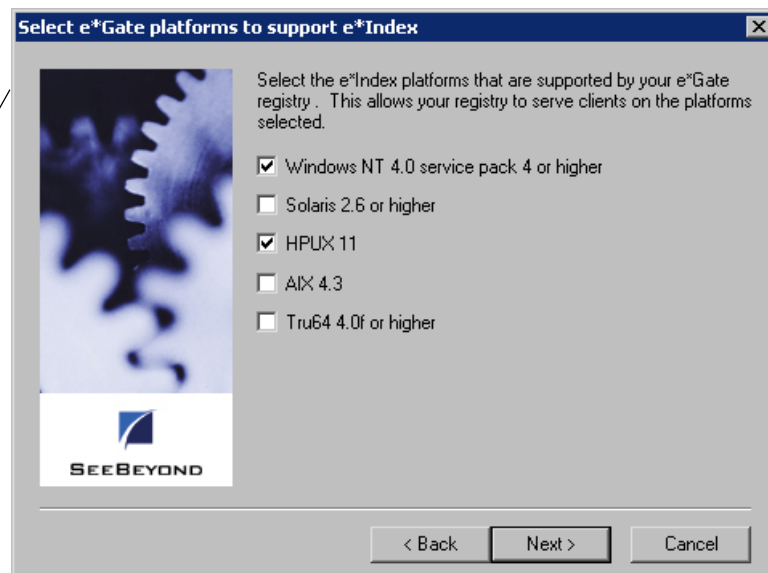 Select e*Gate platforms to support e*Index
Select the e*Index platforms that are supported by your e*Gate
registry . This allows your registry to serve clients on the platforms
selected.
Windows NT 4.0 service pack 4 or higher
Solaris 2.6 or higher
HPUX 11
AIX 4.3
Tru64 4.0f or higher
SEEBEYOND
< Back
Next >
Cancel